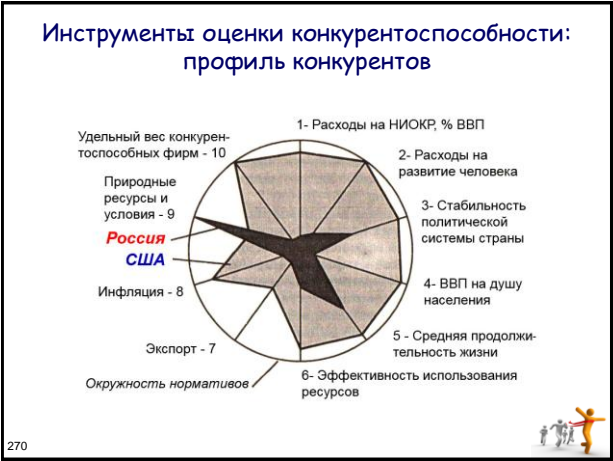 Инструменты оценки конкурентоспособности:
профиль конкурентов
1- Расходы на НИОКР, % ВВП
2- Расходы на
развитие человека
3- Стабильность
политической
системы страны
4- ВВП на душу
населения
5 - Средняя продолжи-
тельность жизни
6- Эффективность использования
ресурсов
Экспорт - 7
Инфляция - 8
Природные
ресурсы и
условия - 9
Удельный вес конкурен-
тоспособных фирм - 10
Россия
США
Окружность нормативов
270